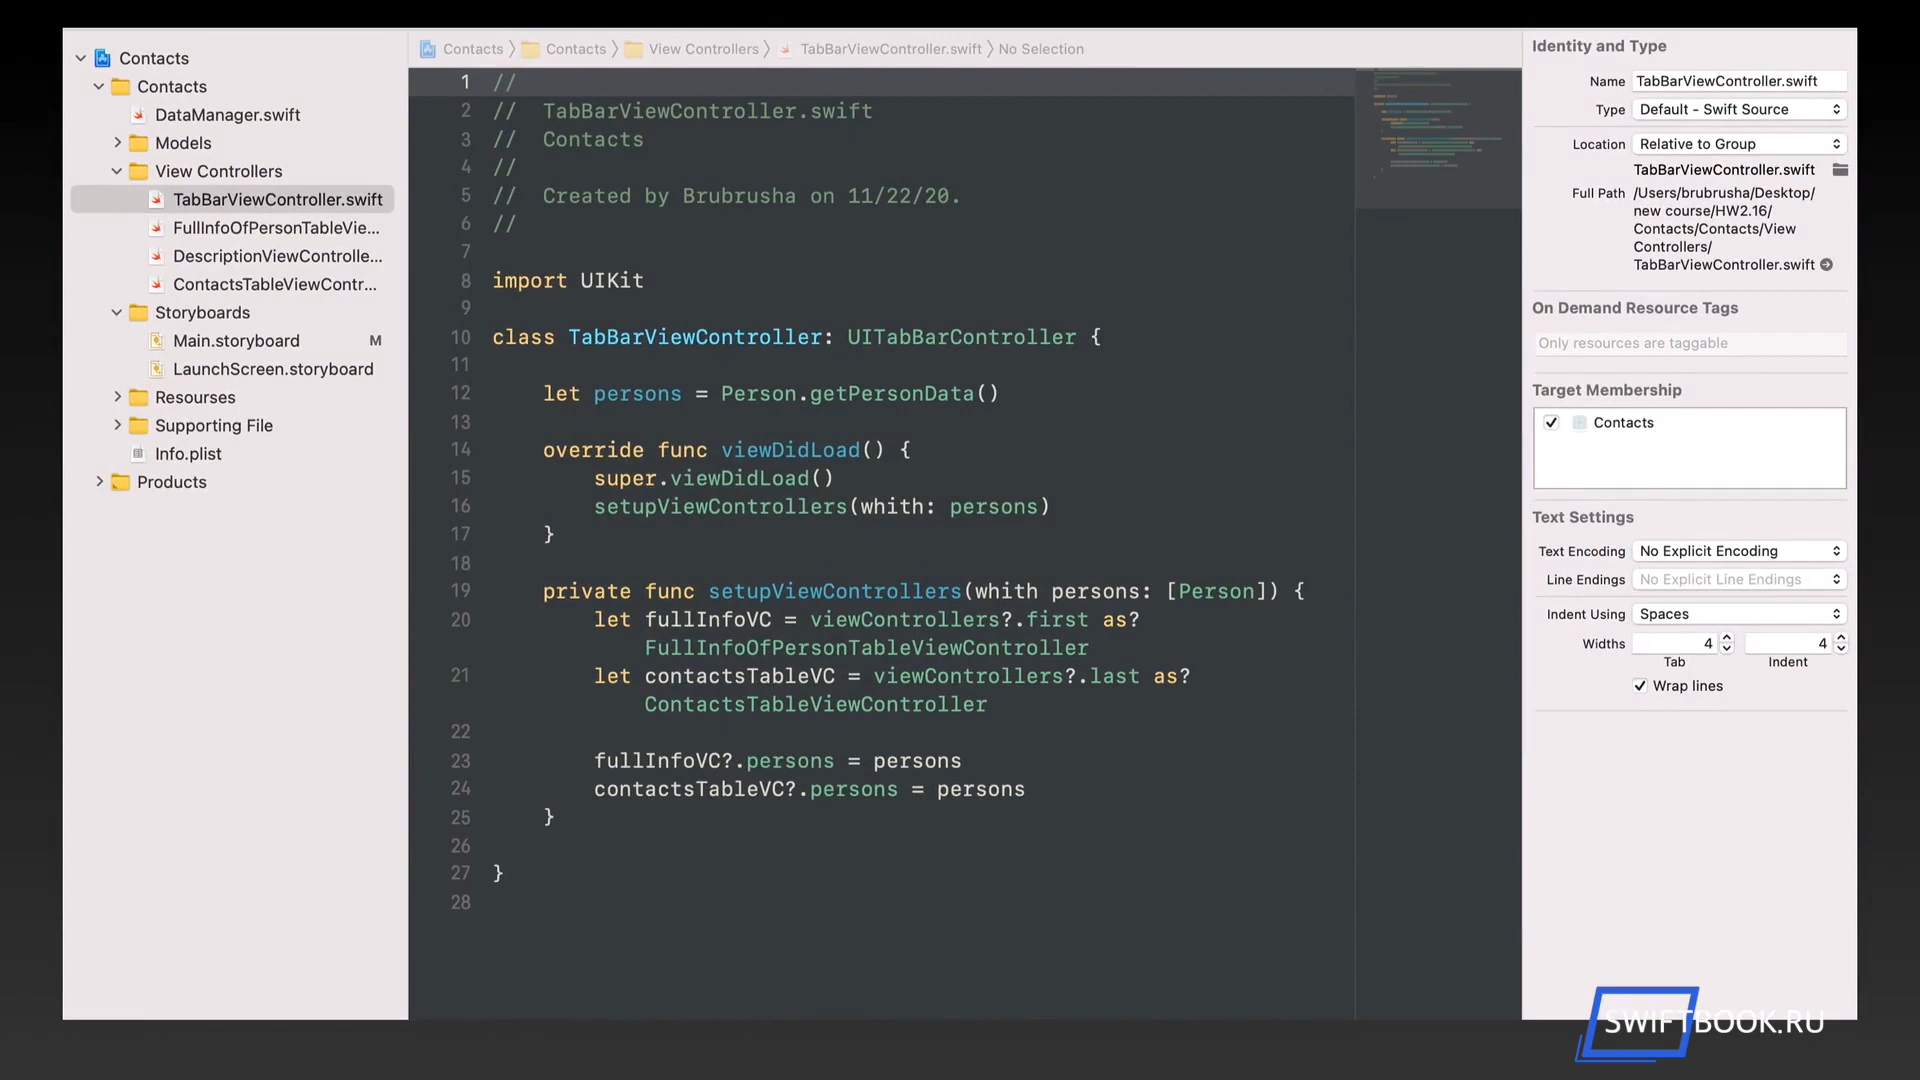 Contacts
Contacts
DataManager.swift
Models
View Controllers
TabBarViewController.swift
FullInfoOfPersonTableVie...
DescriptionViewControlle...
ContactsTableViewContr...
Storyboards
Main.storyboard M
LaunchScreen.storyboard
Resourses
Supporting File
Info.plist
Products
Contacts Contacts View Controllers TabBarViewController.swift No Selection
1 //
2 //  TabBarViewController.swift
3 //  Contacts
4 //
5 //  Created by Brubrusha on 11/22/20.
6 //
7
8 import UIKit
9
10 class TabBarViewController: UITabBarController {
11
12     let persons = Person.getPersonData()
13
14     override func viewDidLoad() {
15         super.viewDidLoad()
16         setupViewControllers(whith: persons)
17     }
18
19     private func setupViewControllers(whith persons: [Person]) {
20         let fullInfoVC = viewControllers?.first as?
FullInfoOfPersonTableViewController
21         let contactsTableVC = viewControllers?.last as?
ContactsTableViewController
22
23         fullInfoVC?.persons = persons
24         contactsTableVC?.persons = persons
25     }
26
27 }
28
Identity and Type
Name TabBarViewController.swift
Type Default - Swift Source
Location Relative to Group
TabBarViewController.swift
Full Path /Users/brubrusha/Desktop/
new course/HW2.16/
Contacts/Contacts/View
Controllers/
TabBarViewController.swift
On Demand Resource Tags
Only resources are taggable
Target Membership
Contacts
Text Settings
Text Encoding No Explicit Encoding
Line Endings No Explicit Line Endings
Indent Using Spaces
Widths 4 4
Tab Indent
Wrap lines
SWIFTBOOK.RU